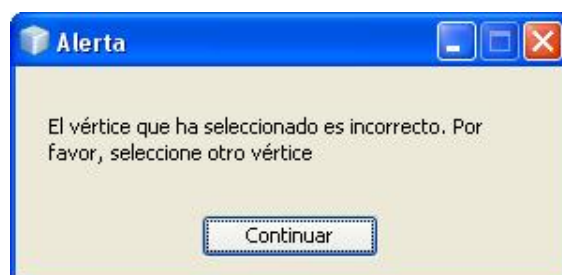 Alerta
El vértice que ha seleccionado es incorrecto. Por
favor, seleccione otro vértice
Continuar